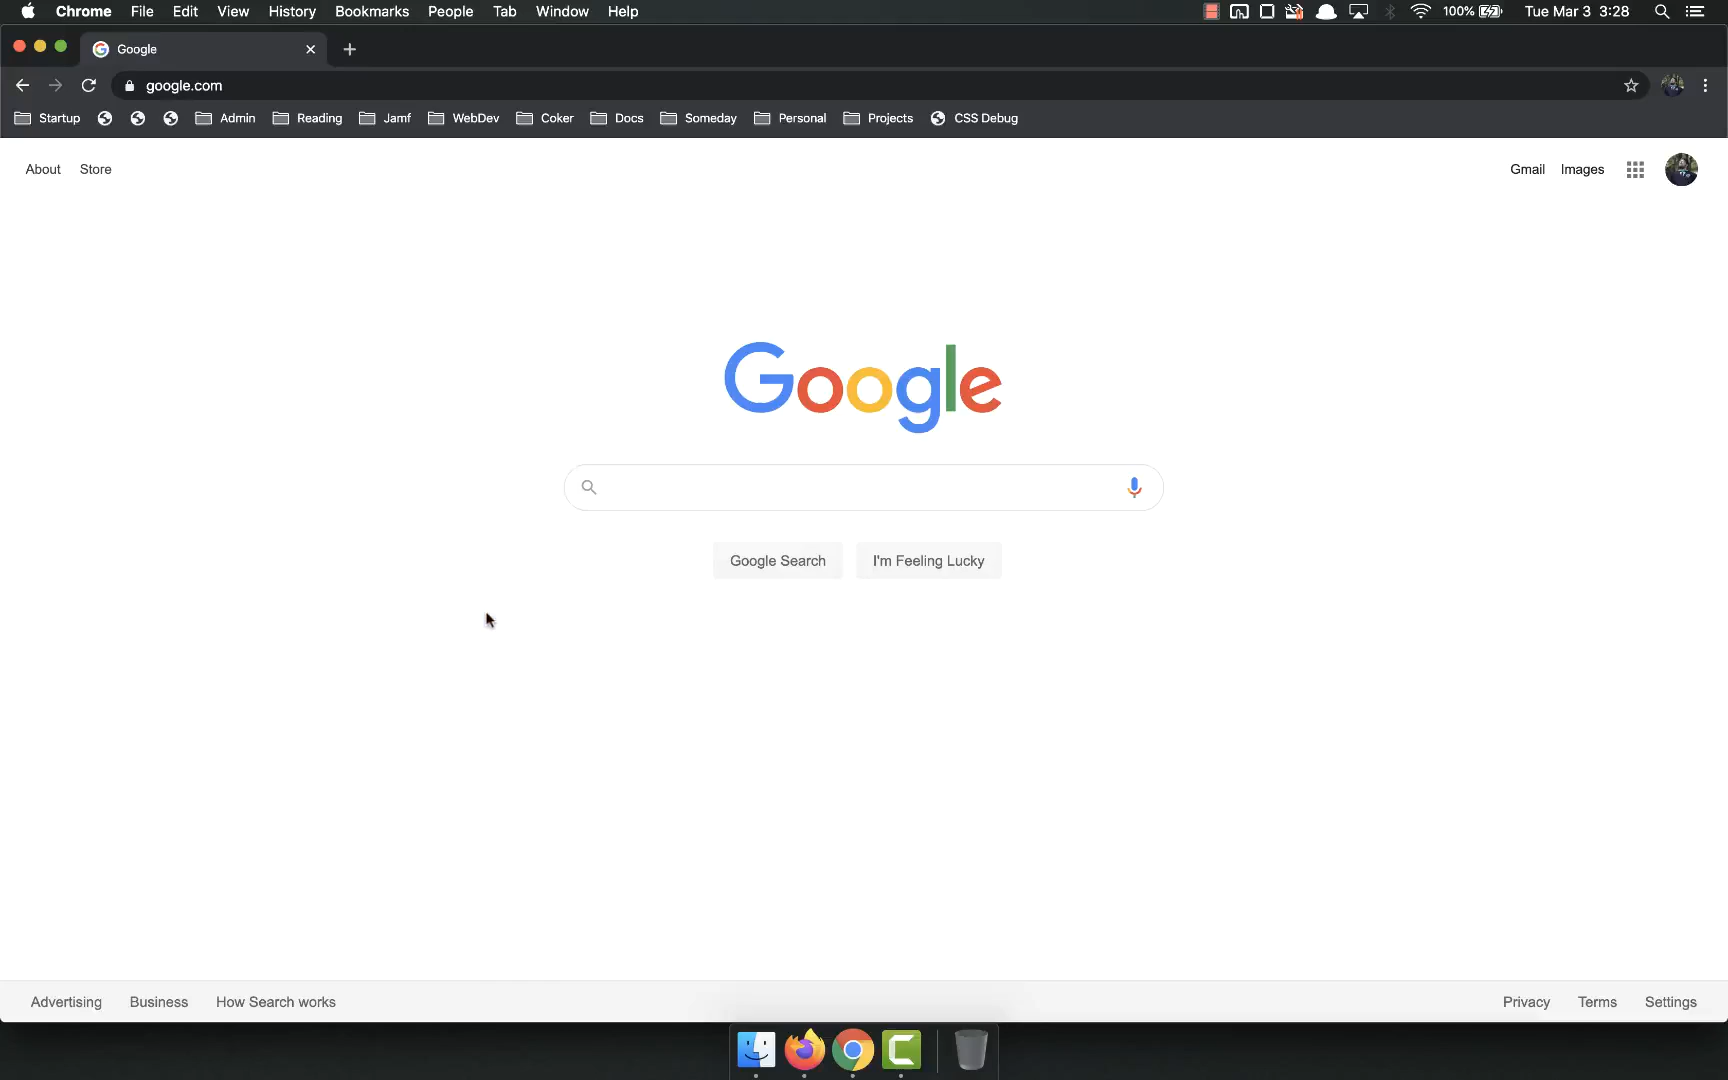 Chrome File Edit View History Bookmarks People Tab Window Help 100% Tue Mar 3 3:28
Google
google.com
Startup Admin Reading Jamf WebDev Coker Docs Someday Personal Projects CSS Debug
About Store Gmail Images
Google
Google Search I'm Feeling Lucky
Advertising Business How Search works Privacy Terms Settings